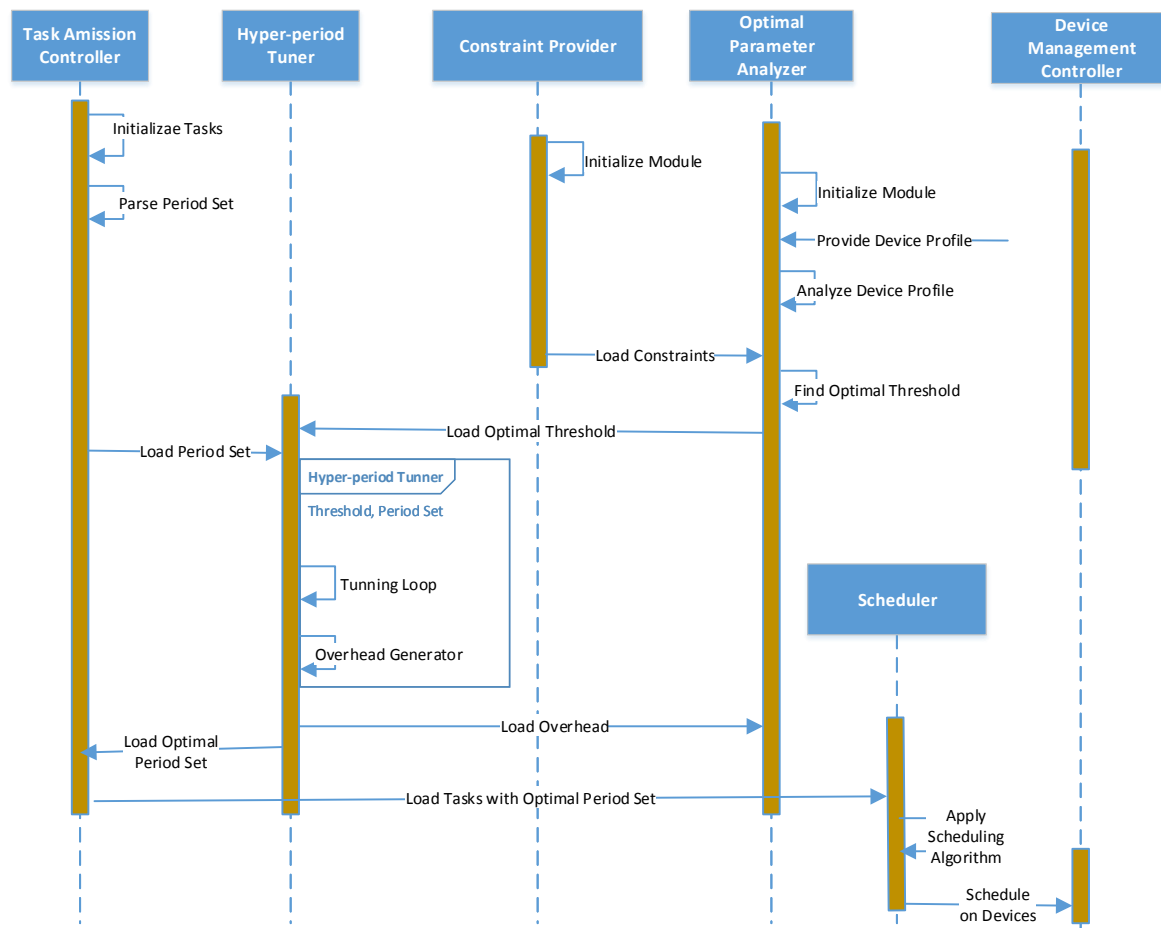 Task Amission
Controller
Hyper-period
Tuner
Constraint Provider
Optimal
Parameter
Analyzer
Device
Management
Controller
Initializae Tasks
Initialize Module
Initialize Module
Parse Period Set
Provide Device Profile
Analyze Device Profile
Load Constraints
Find Optimal Threshold
Load Optimal Threshold
Load Period Set
Hyper-period Tunner
Threshold, Period Set
Tunning Loop
Scheduler
Overhead Generator
Load Overhead
Load Optimal
Period Set
Load Tasks with Optimal Period Set
Apply
Scheduling
Algorithm
Schedule
on Devices